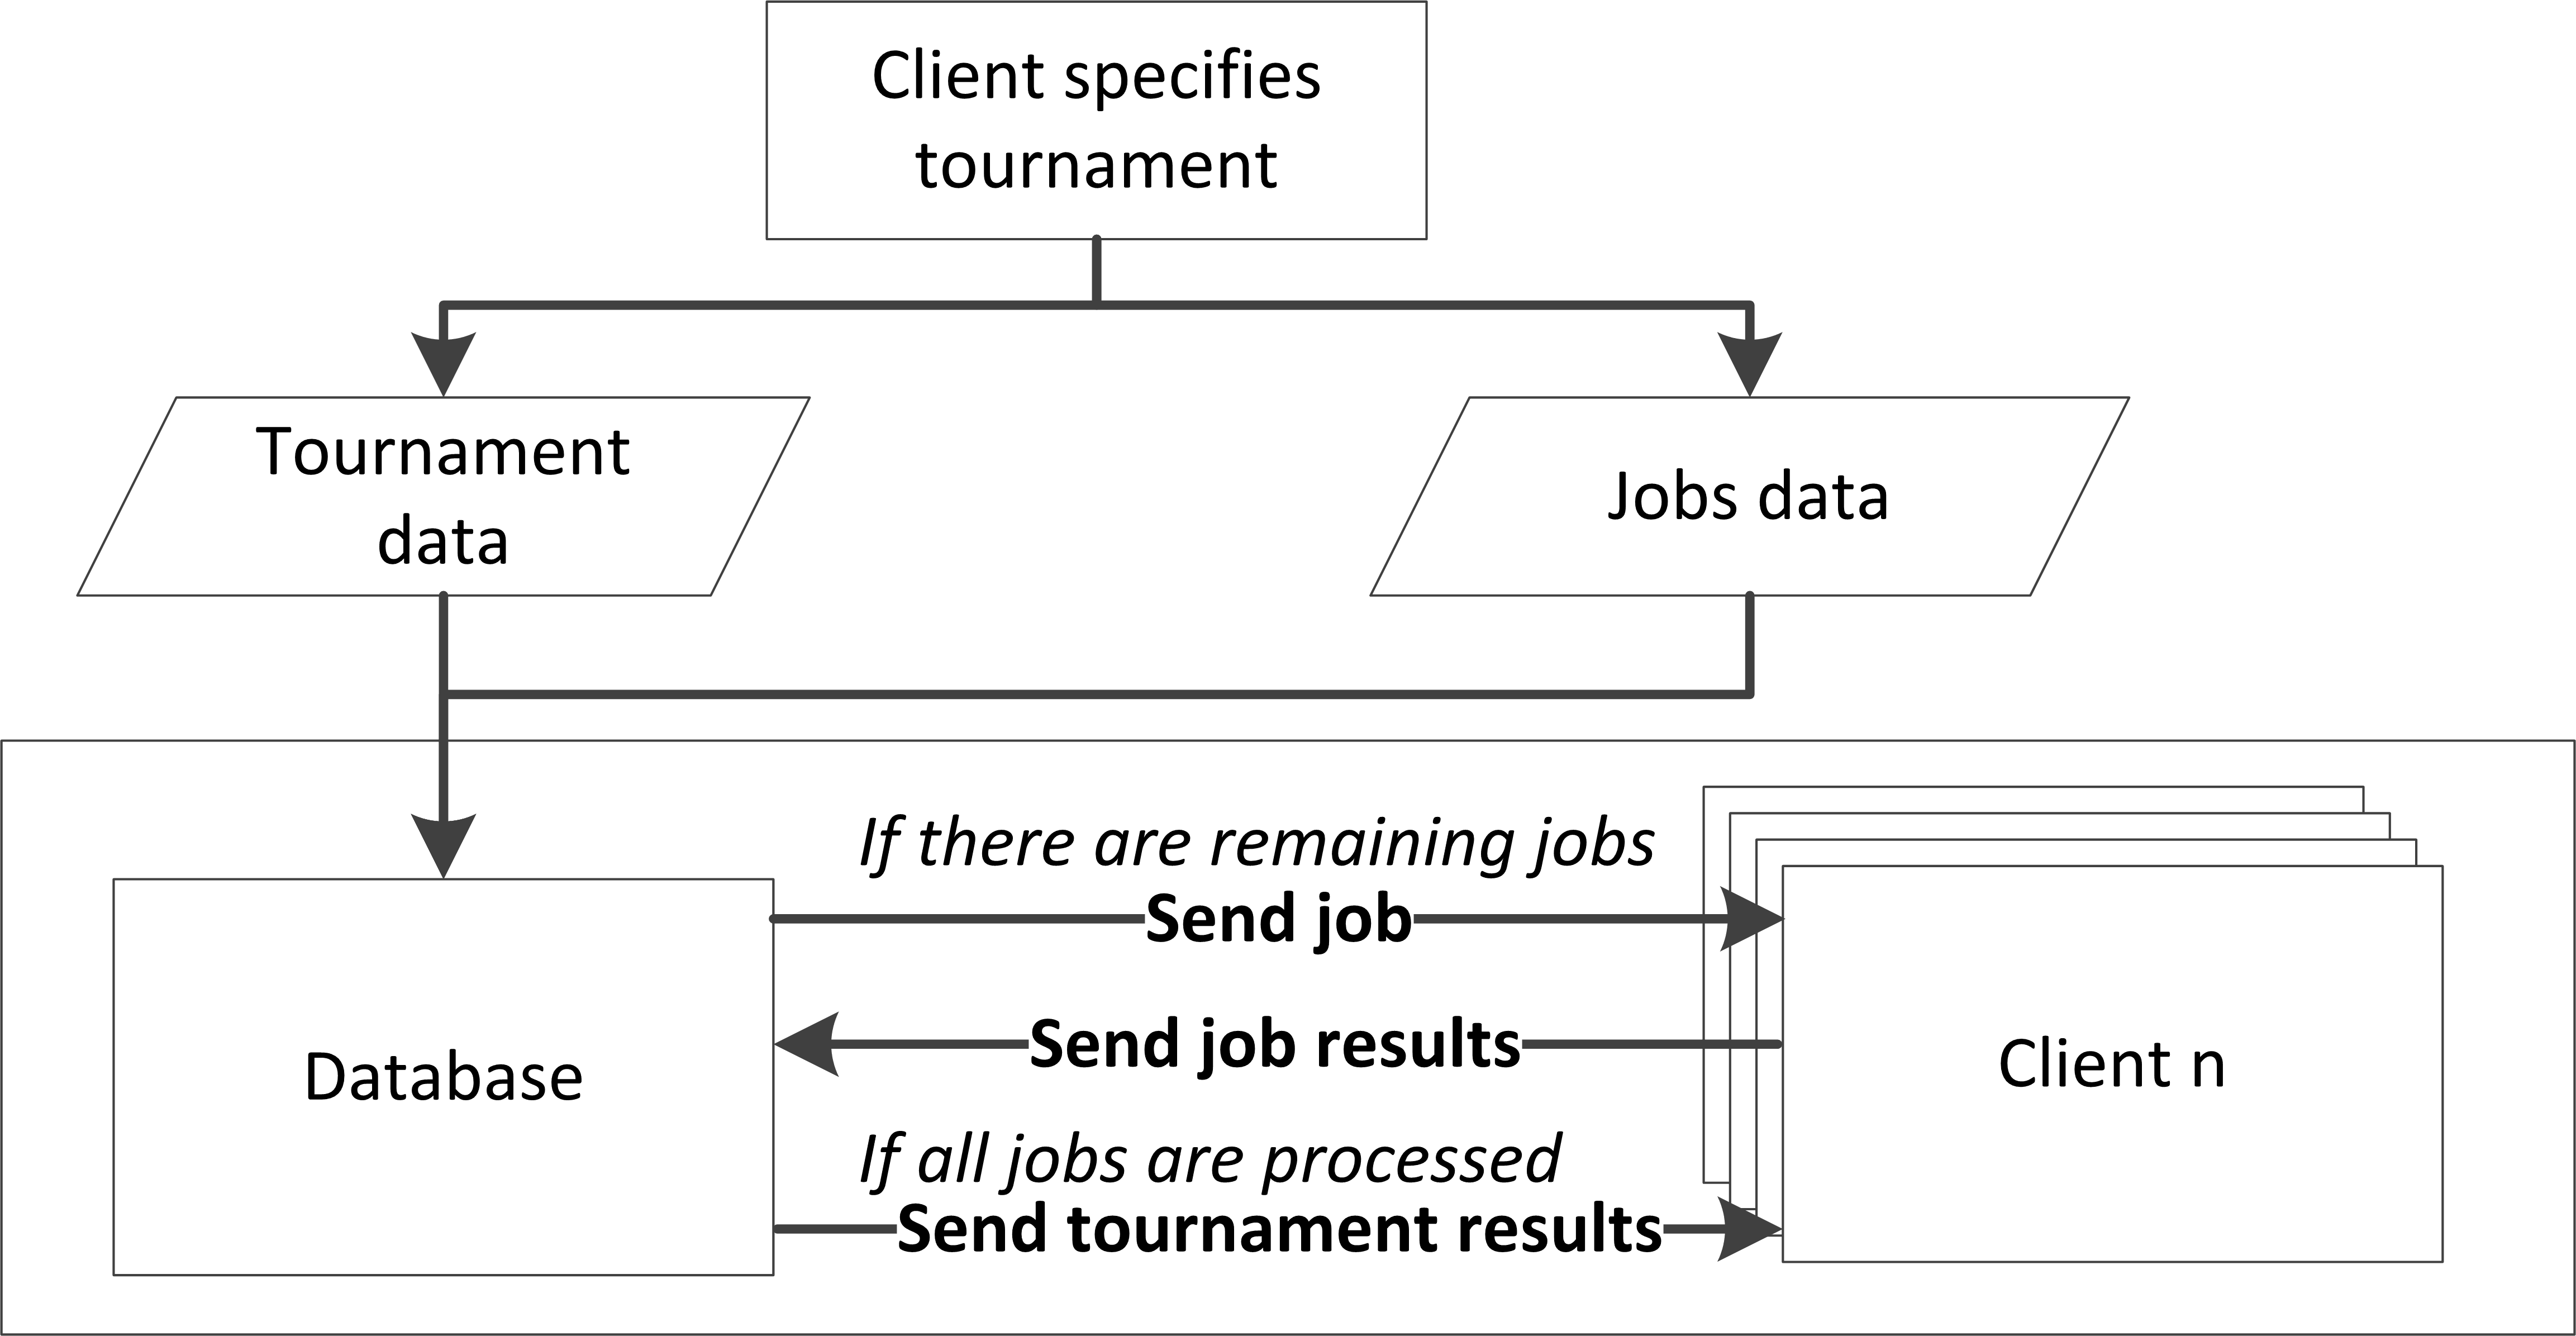 Client specifies
tournament
Tournament
data
Jobs data
If there are remaining jobs
Send job
Send job results
Database
Client n
If all jobs are processed
Send tournament results